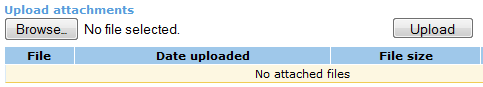 Upload attachments
Browse.. No file selected. Upload
File Date uploaded File size
No attached files